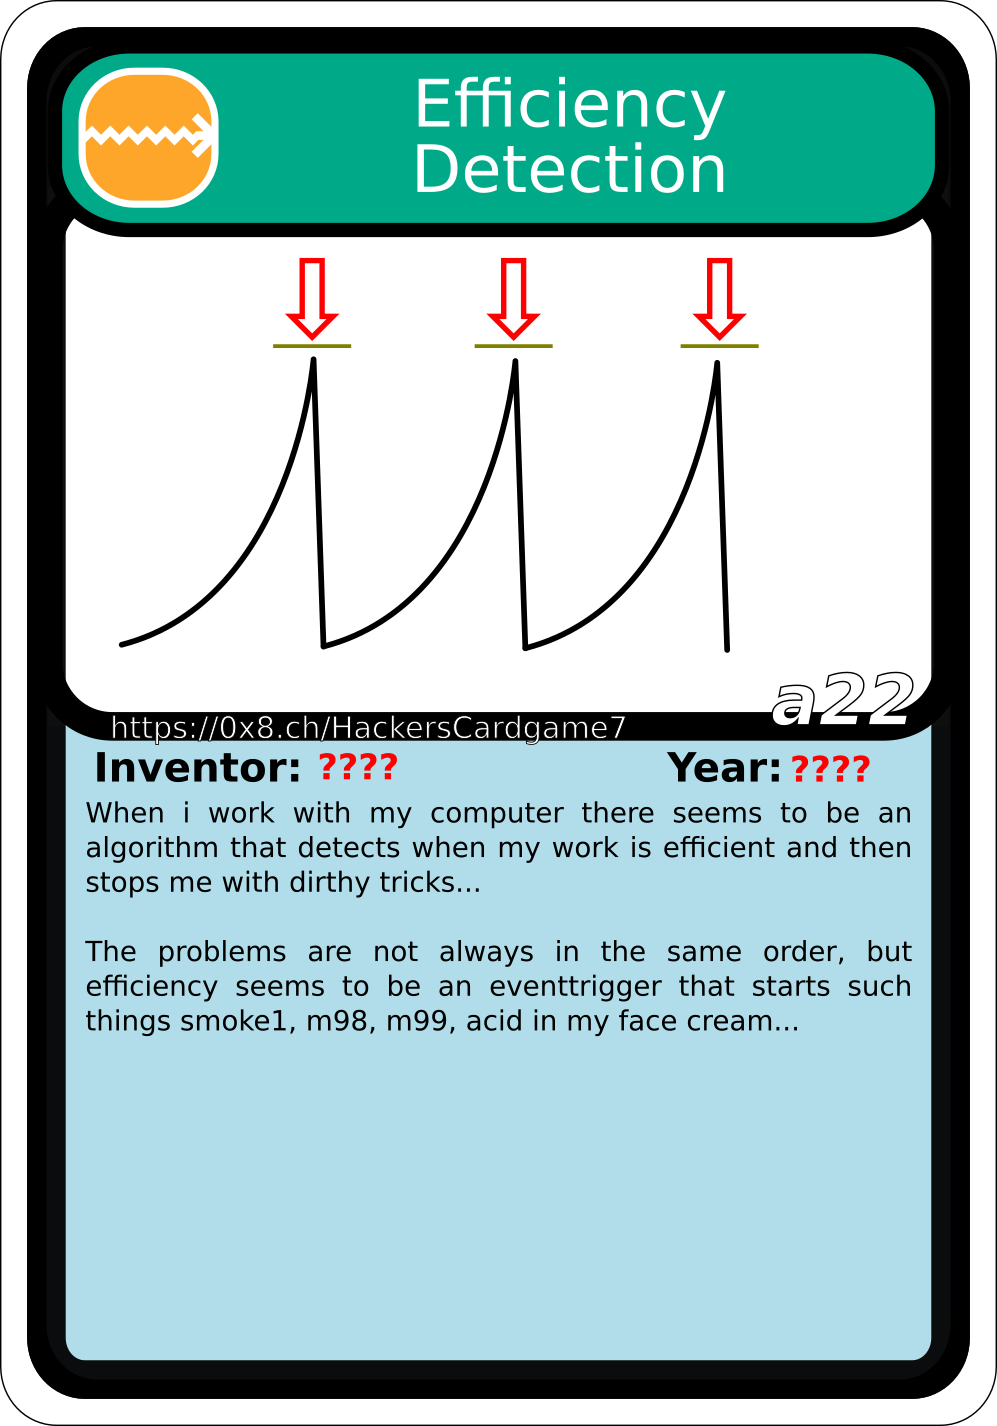 Efficiency
Detection
a22
https://0x8.ch/HackersCardgame7
Inventor: ???? Year: ????
When i work with my computer there seems to be an
algorithm that detects when my work is efficient and then
stops me with dirthy tricks...
The problems are not always in the same order, but
efficiency seems to be an eventtrigger that starts such
things smoke1, m98, m99, acid in my face cream...